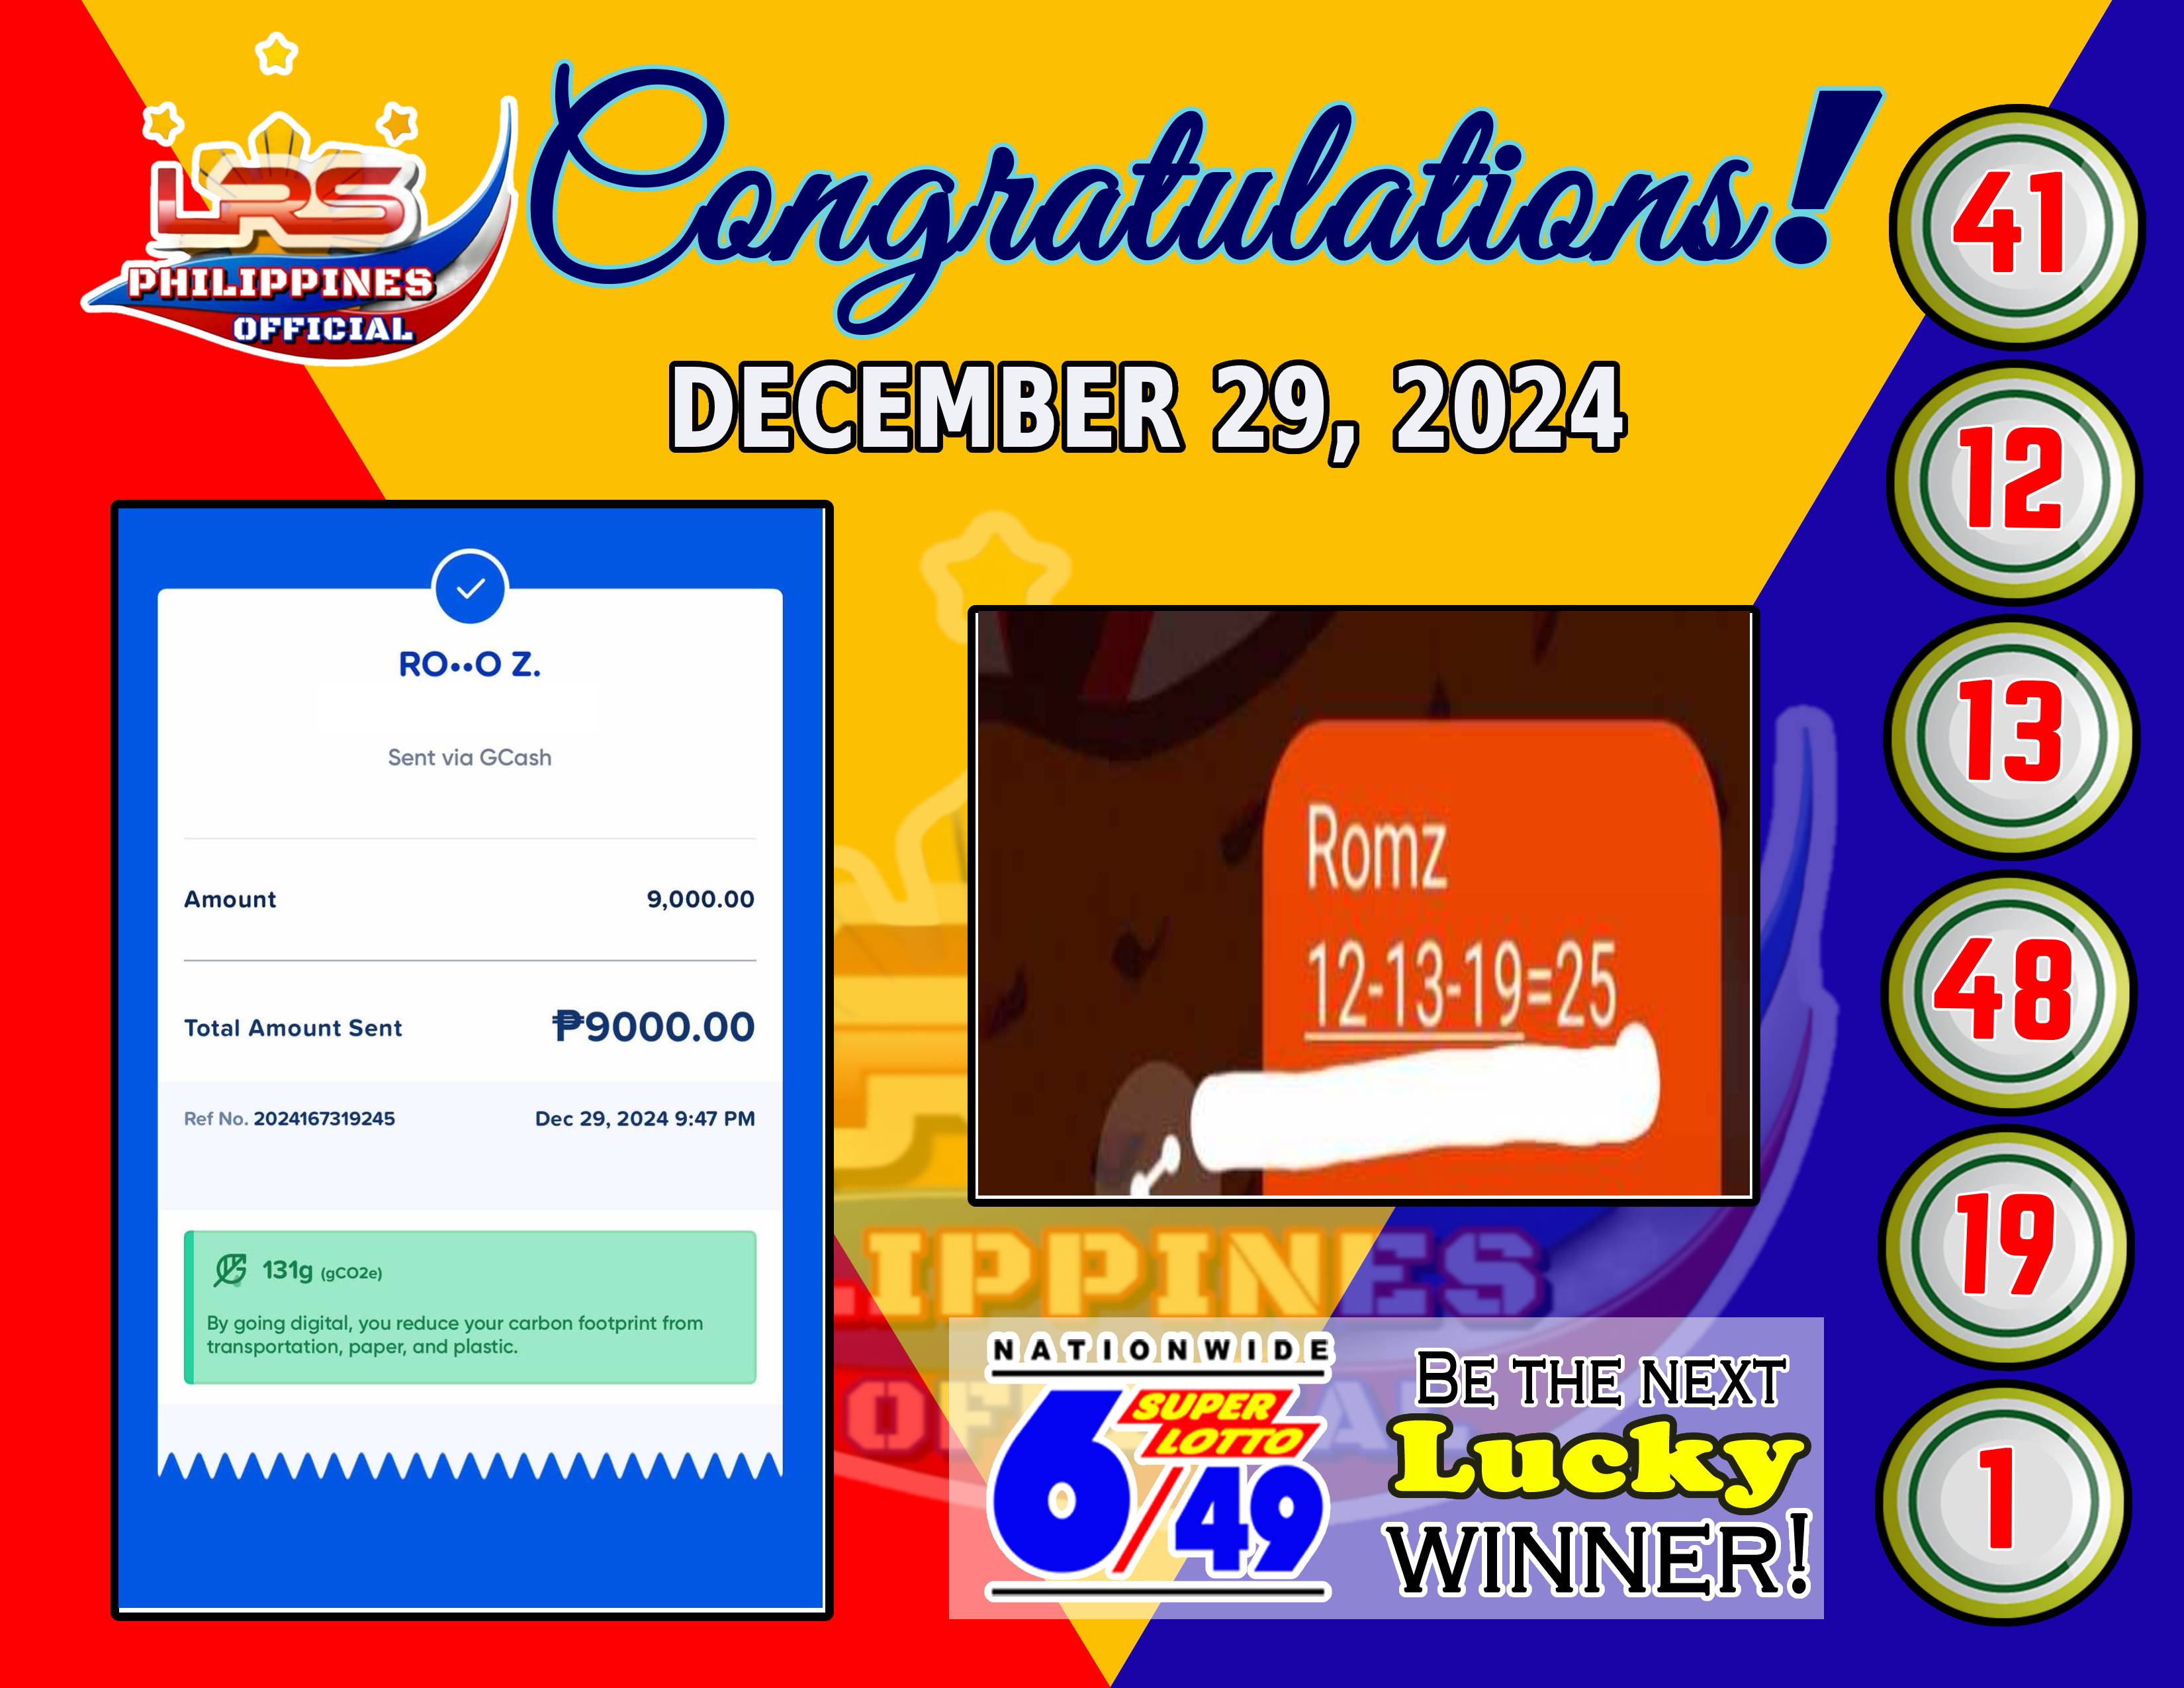 LRS
PHILIPPINES
OFFICIAL
Congratulations!
DECEMBER 29, 2024
RO••O Z.
Sent via GCash
Amount 9,000.00
Total Amount Sent ₱9000.00
Ref No. 2024167319245 Dec 29, 2024 9:47 PM
131g (gCO2e)
By going digital, you reduce your carbon footprint from
transportation, paper, and plastic.
Romz
12-13-19=25
NATIONWIDE
SUPER
LOTTO
6/49
BE THE NEXT
Lucky
WINNER!
41
12
13
48
19
1